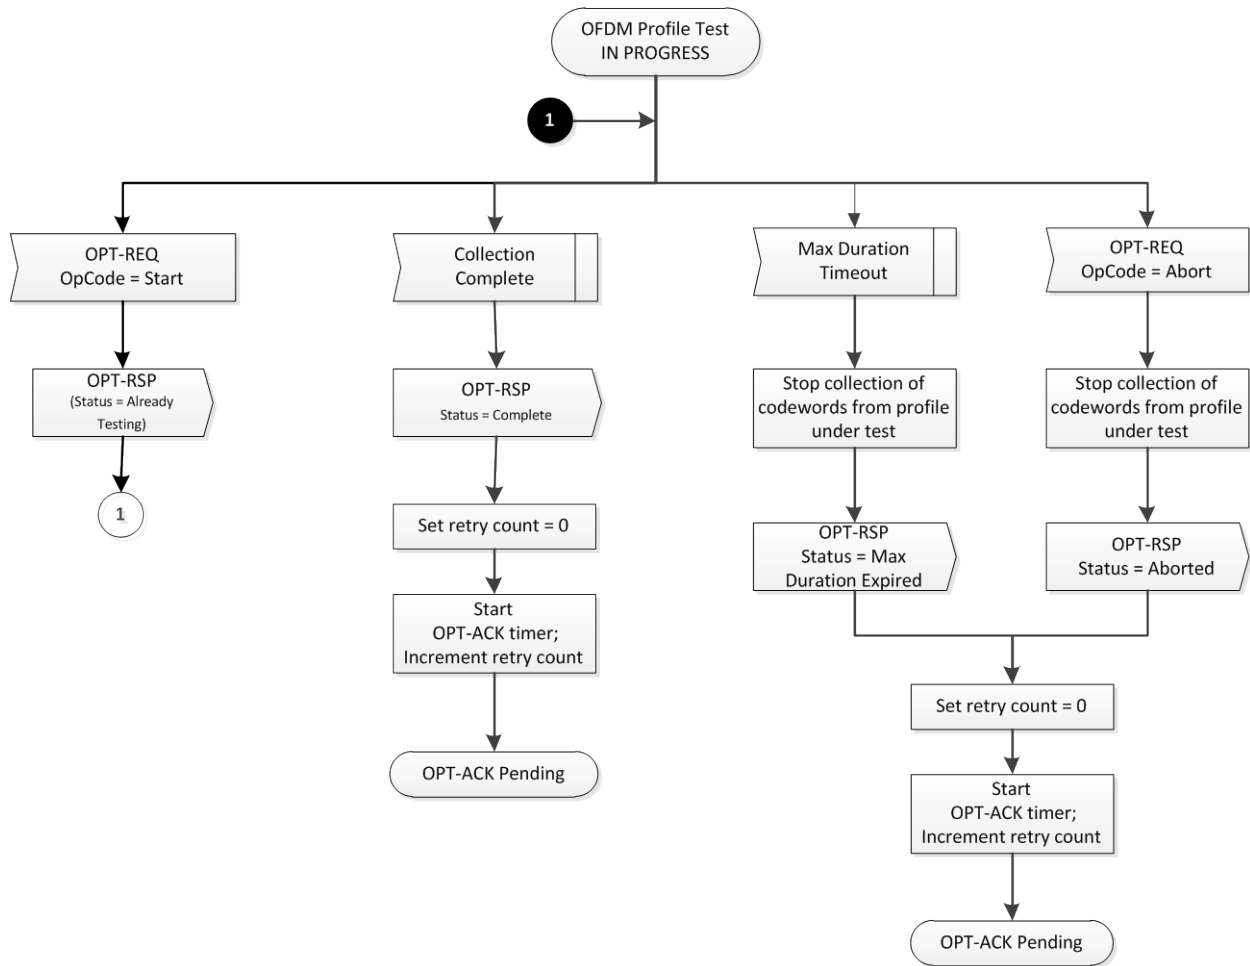 OFDM Profile Test
IN PROGRESS
1
OPT-REQ
OpCode = Start
Collection
Complete
Max Duration
Timeout
OPT-REQ
OpCode = Abort
OPT-RSP
(Status = Already
Testing)
OPT-RSP
Status = Complete
Stop collection of
codewords from profile
under test
Stop collection of
codewords from profile
under test
1
Set retry count = 0
OPT-RSP
Status = Max
Duration Expired
OPT-RSP
Status = Aborted
Start
OPT-ACK timer;
Increment retry count
Set retry count = 0
OPT-ACK Pending
Start
OPT-ACK timer;
Increment retry count
OPT-ACK Pending